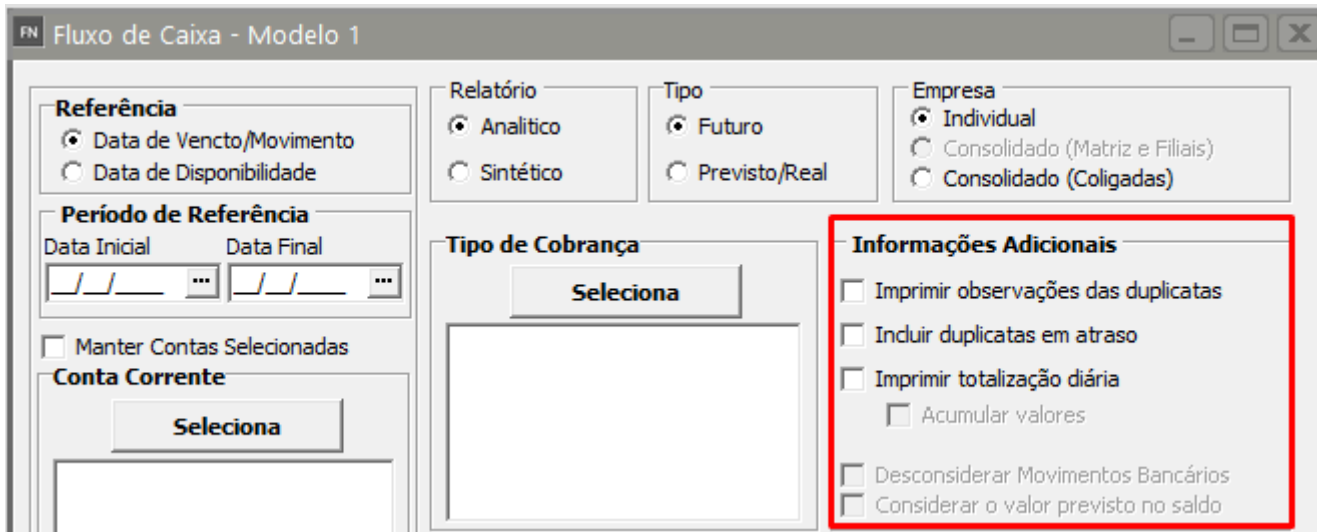 FN Fluxo de Caixa - Modelo 1
Referência
Data de Vencto/Movimento
Data de Disponibilidade
Período de Referência
Data Inicial Data Final
__/__/____ ... __/__/____ ...
Manter Contas Selecionadas
Conta Corrente
Seleciona
Relatório
Analitico
Sintético
Tipo
Futuro
Previsto/Real
Empresa
Individual
Consolidado (Matriz e Filiais)
Consolidado (Coligadas)
Tipo de Cobrança
Seleciona
Informações Adicionais
Imprimir observações das duplicatas
Incluir duplicatas em atraso
Imprimir totalização diária
Acumular valores
Desconsiderar Movimentos Bancários
Considerar o valor previsto no saldo